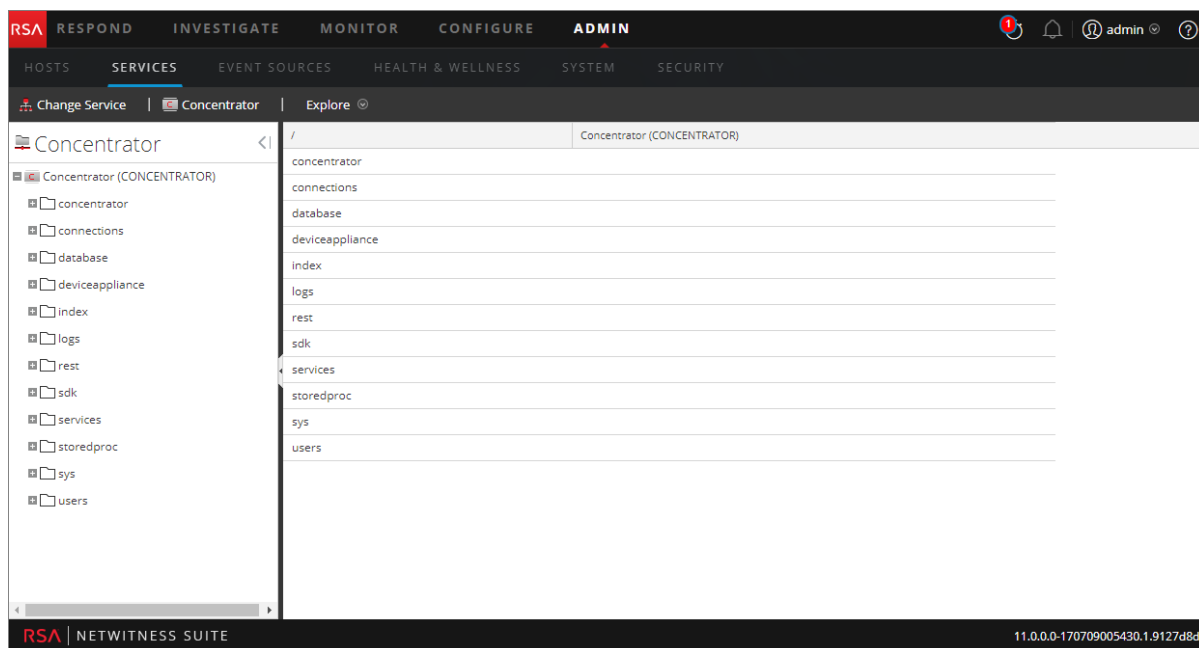 RSA RESPOND INVESTIGATE MONITOR CONFIGURE ADMIN 1 admin ?
HOSTS SERVICES EVENT SOURCES HEALTH & WELLNESS SYSTEM SECURITY
Change Service | C Concentrator | Explore
Concentrator
C Concentrator (CONCENTRATOR)
concentrator
connections
database
deviceappliance
index
logs
rest
sdk
services
storedproc
sys
users
/ Concentrator (CONCENTRATOR)
concentrator
connections
database
deviceappliance
index
logs
rest
sdk
services
storedproc
sys
users
RSA NETWITNESS SUITE 11.0.0.0-170709005430.1.9127d8d